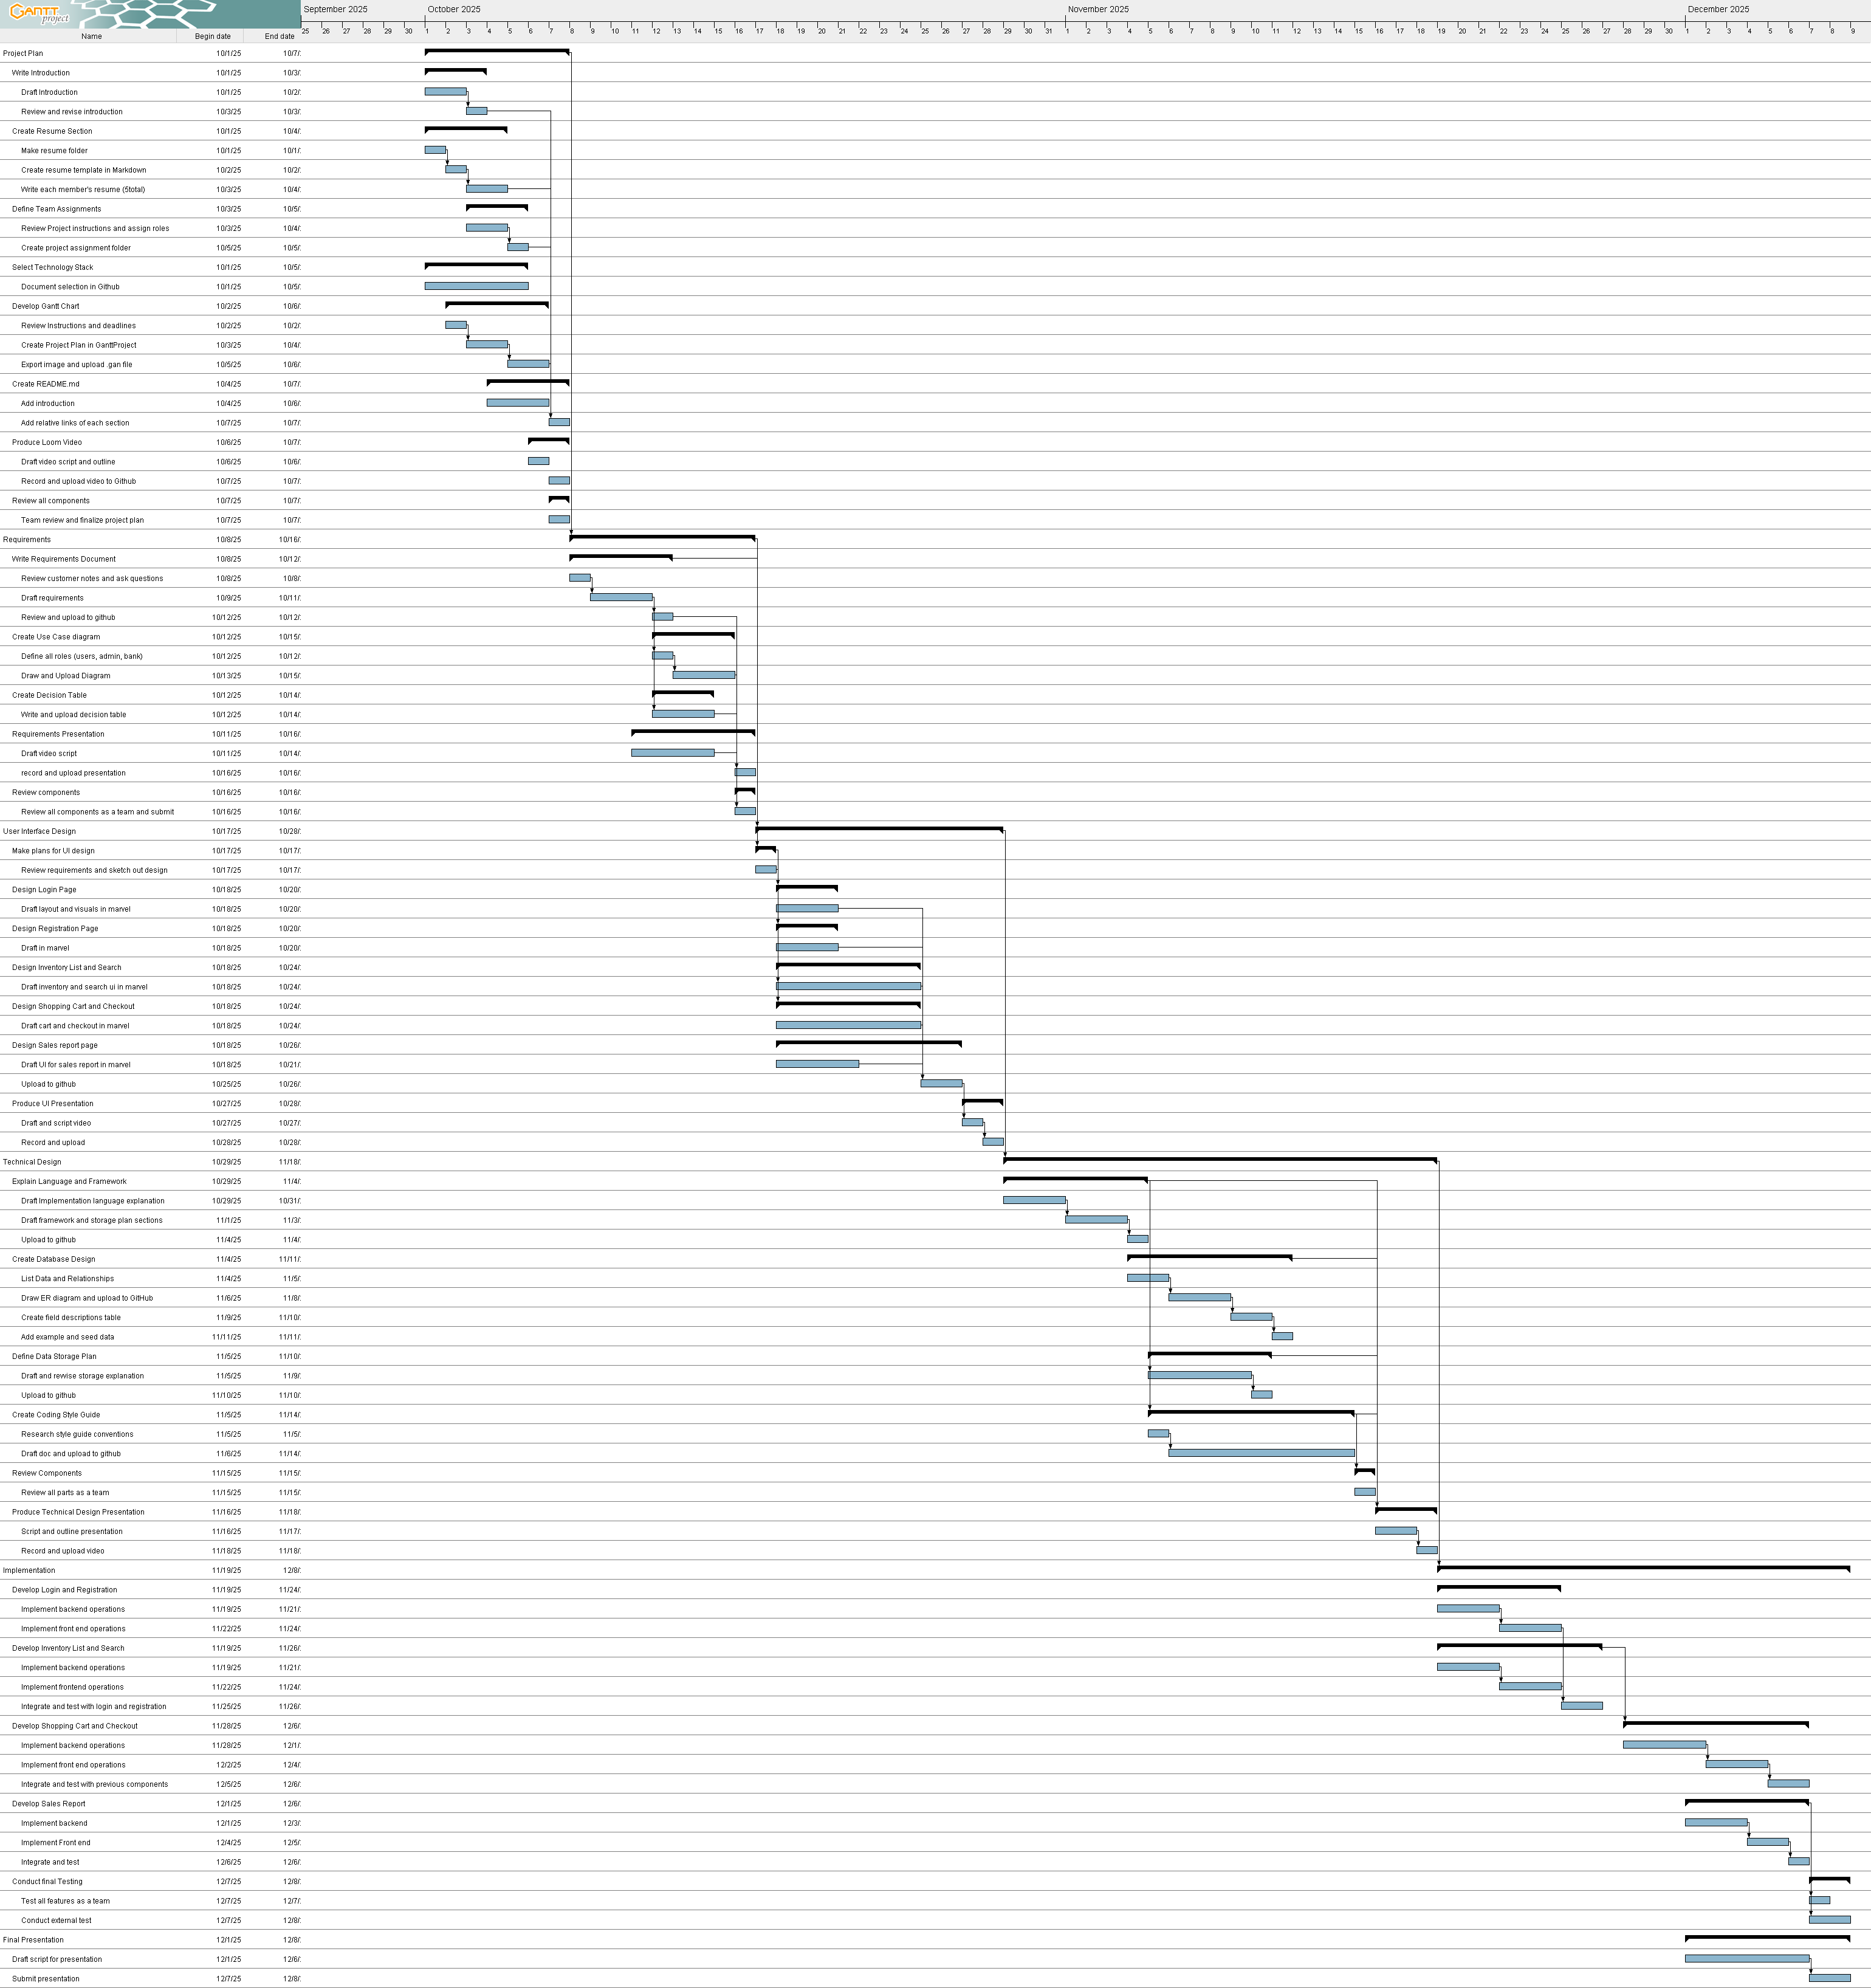 GANTT project
September 2025 October 2025 November 2025 December 2025
Name Begin date End date 25 26 27 28 29 30 1 2 3 4 5 6 7 8 9 10 11 12 13 14 15 16 17 18 19 20 21 22 23 24 25 26 27 28 29 30 31 1 2 3 4 5 6 7 8 9 10 11 12 13 14 15 16 17 18 19 20 21 22 23 24 25 26 27 28 29 30 1 2 3 4 5 6 7 8 9
Project Plan 10/1/25 10/7/
Write Introduction 10/1/25 10/3/
Draft Introduction 10/1/25 10/2/
Review and revise introduction 10/3/25 10/3/
Create Resume Section 10/1/25 10/4/
Make resume folder 10/1/25 10/1/
Create resume template in Markdown 10/2/25 10/2/
Write each member's resume (5total) 10/3/25 10/4/
Define Team Assignments 10/3/25 10/5/
Review Project instructions and assign roles 10/3/25 10/4/
Create project assignment folder 10/5/25 10/5/
Select Technology Stack 10/1/25 10/5/
Document selection in Github 10/1/25 10/5/
Develop Gantt Chart 10/2/25 10/6/
Review Instructions and deadlines 10/2/25 10/2/
Create Project Plan in GanttProject 10/3/25 10/4/
Export image and upload .gan file 10/5/25 10/6/
Create README.md 10/4/25 10/7/
Add introduction 10/4/25 10/6/
Add relative links of each section 10/7/25 10/7/
Produce Loom Video 10/6/25 10/7/
Draft video script and outline 10/6/25 10/6/
Record and upload video to Github 10/7/25 10/7/
Review all components 10/7/25 10/7/
Team review and finalize project plan 10/7/25 10/7/
Requirements 10/8/25 10/16/
Write Requirements Document 10/8/25 10/12/
Review customer notes and ask questions 10/8/25 10/8/
Draft requirements 10/9/25 10/11/
Review and upload to github 10/12/25 10/12/
Create Use Case diagram 10/12/25 10/15/
Define all roles (users, admin, bank) 10/12/25 10/12/
Draw and Upload Diagram 10/13/25 10/15/
Create Decision Table 10/12/25 10/14/
Write and upload decision table 10/12/25 10/14/
Requirements Presentation 10/11/25 10/16/
Draft video script 10/11/25 10/14/
record and upload presentation 10/16/25 10/16/
Review components 10/16/25 10/16/
Review all components as a team and submit 10/16/25 10/16/
User Interface Design 10/17/25 10/28/
Make plans for UI design 10/17/25 10/17/
Review requirements and sketch out design 10/17/25 10/17/
Design Login Page 10/18/25 10/20/
Draft layout and visuals in marvel 10/18/25 10/20/
Design Registration Page 10/18/25 10/20/
Draft in marvel 10/18/25 10/20/
Design Inventory List and Search 10/18/25 10/24/
Draft inventory and search ui in marvel 10/18/25 10/24/
Design Shopping Cart and Checkout 10/18/25 10/24/
Draft cart and checkout in marvel 10/18/25 10/24/
Design Sales report page 10/18/25 10/26/
Draft UI for sales report in marvel 10/18/25 10/21/
Upload to github 10/25/25 10/26/
Produce UI Presentation 10/27/25 10/28/
Draft and script video 10/27/25 10/27/
Record and upload 10/28/25 10/28/
Technical Design 10/29/25 11/18/
Explain Language and Framework 10/29/25 11/4/
Draft Implementation language explanation 10/29/25 10/31/
Draft framework and storage plan sections 11/1/25 11/3/
Upload to github 11/4/25 11/4/
Create Database Design 11/4/25 11/11/
List Data and Relationships 11/4/25 11/5/
Draw ER diagram and upload to GitHub 11/6/25 11/8/
Create field descriptions table 11/9/25 11/10/
Add example and seed data 11/11/25 11/11/
Define Data Storage Plan 11/5/25 11/10/
Draft and revvise storage explanation 11/5/25 11/9/
Upload to github 11/10/25 11/10/
Create Coding Style Guide 11/5/25 11/14/
Research style guide conventions 11/5/25 11/5/
Draft doc and upload to github 11/6/25 11/14/
Review Components 11/15/25 11/15/
Review all parts as a team 11/15/25 11/15/
Produce Technical Design Presentation 11/16/25 11/18/
Script and outline presentation 11/16/25 11/17/
Record and upload video 11/18/25 11/18/
Implementation 11/19/25 12/8/
Develop Login and Registration 11/19/25 11/24/
Implement backend operations 11/19/25 11/21/
Implement front end operations 11/22/25 11/24/
Develop Inventory List and Search 11/19/25 11/26/
Implement backend operations 11/19/25 11/21/
Implement frontend operations 11/22/25 11/24/
Integrate and test with login and registration 11/25/25 11/26/
Develop Shopping Cart and Checkout 11/28/25 12/6/
Implement backend operations 11/28/25 12/1/
Implement front end operations 12/2/25 12/4/
Integrate and test with previous components 12/5/25 12/6/
Develop Sales Report 12/1/25 12/6/
Implement backend 12/1/25 12/3/
Implement Front end 12/4/25 12/5/
Integrate and test 12/6/25 12/6/
Conduct final Testing 12/7/25 12/8/
Test all features as a team 12/7/25 12/7/
Conduct external test 12/7/25 12/8/
Final Presentation 12/1/25 12/8/
Draft script for presentation 12/1/25 12/6/
Submit presentation 12/7/25 12/8/